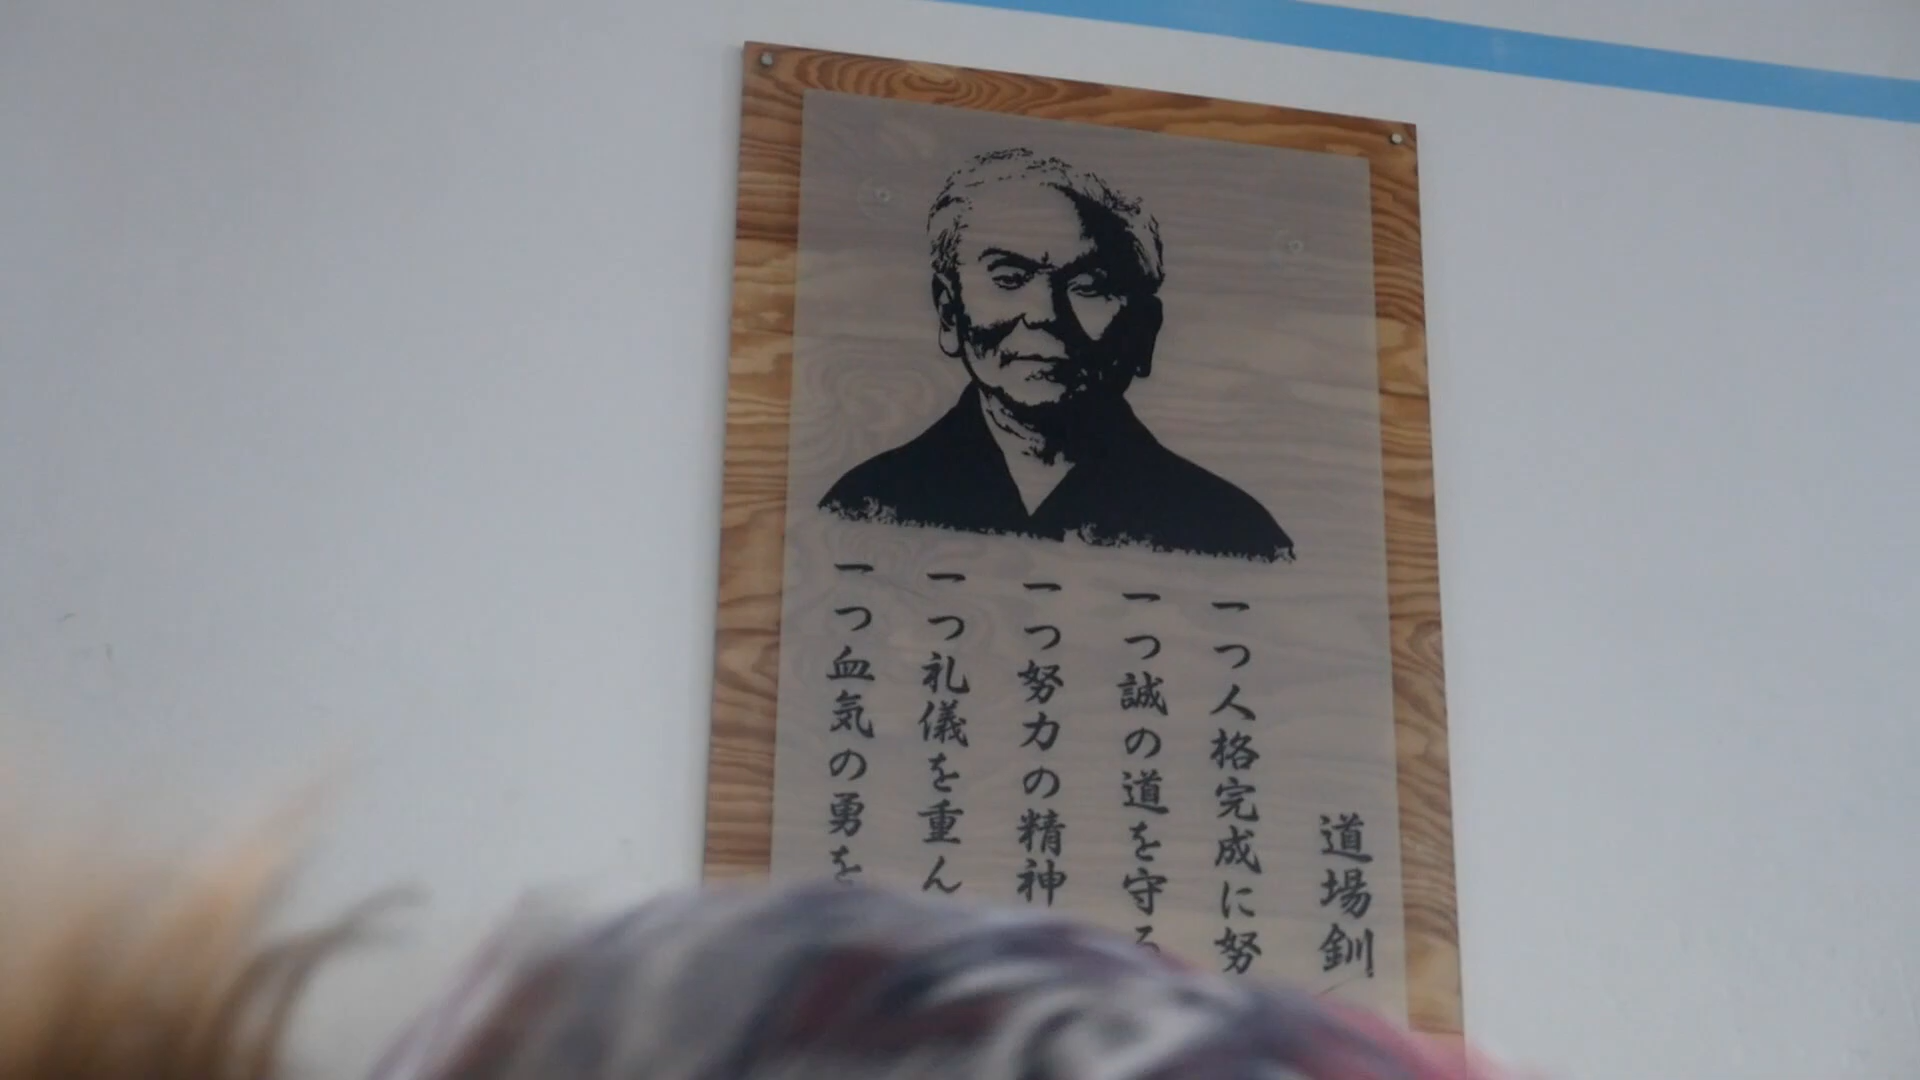 道場訓
一つ人格完成に努
一つ誠の道を守る
一つ努力の精神
一つ礼儀を重ん
一つ血気の勇を